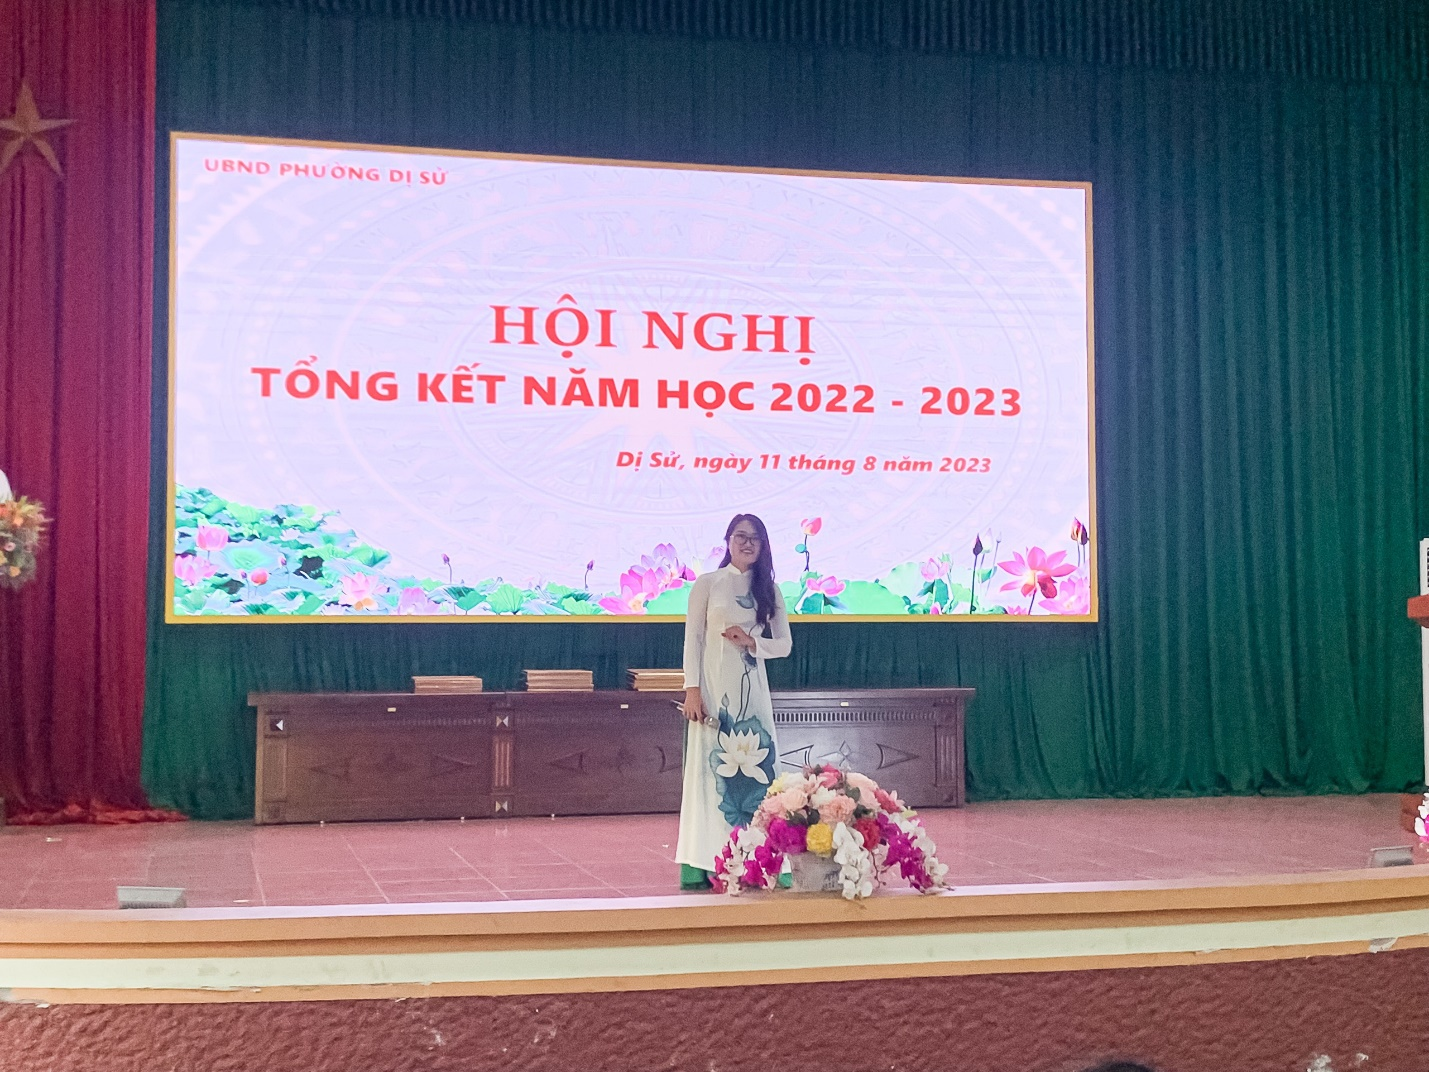 UBND PHƯỜNG DỊ SỬ
HỘI NGHỊ
TỔNG KẾT NĂM HỌC 2022 - 2023
Dị Sử, ngày 11 tháng 8 năm 2023